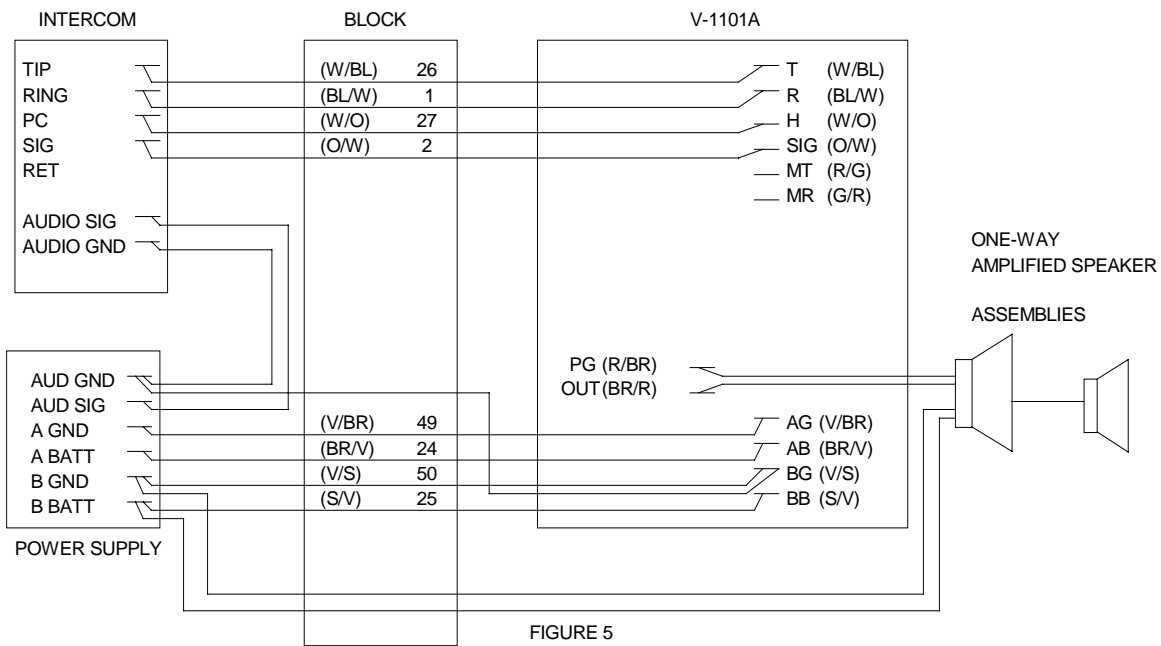 INTERCOM BLOCK V-1101A
TIP (W/BL) 26 T (W/BL)
RING (BL/W) 1 R (BL/W)
PC (W/O) 27 H (W/O)
SIG (O/W) 2 SIG (O/W)
RET MT (R/G)
MR (G/R)
AUDIO SIG
AUDIO GND
ONE-WAY
AMPLIFIED SPEAKER
ASSEMBLIES
PG (R/BR)
OUT (BR/R)
AUD GND
AUD SIG
A GND (V/BR) 49 AG (V/BR)
A BATT (BR/V) 24 AB (BR/V)
B GND (V/S) 50 BG (V/S)
B BATT (S/V) 25 BB (S/V)
POWER SUPPLY
FIGURE 5